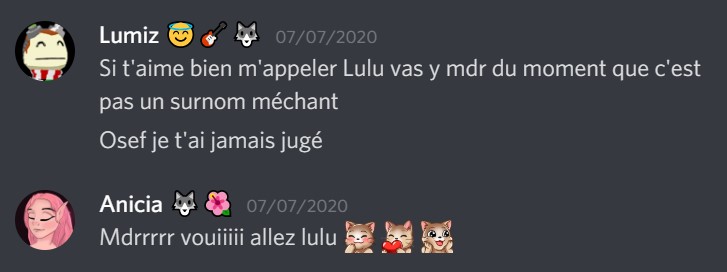 Lumiz 😇 🎸 🐺 07/07/2020
Si t'aime bien m'appeler Lulu vas y mdr du moment que c'est
pas un surnom méchant
Osef je t'ai jamais jugé
Anicia 🐺 🌺 07/07/2020
Mdrrrrr vouiiiii allez lulu